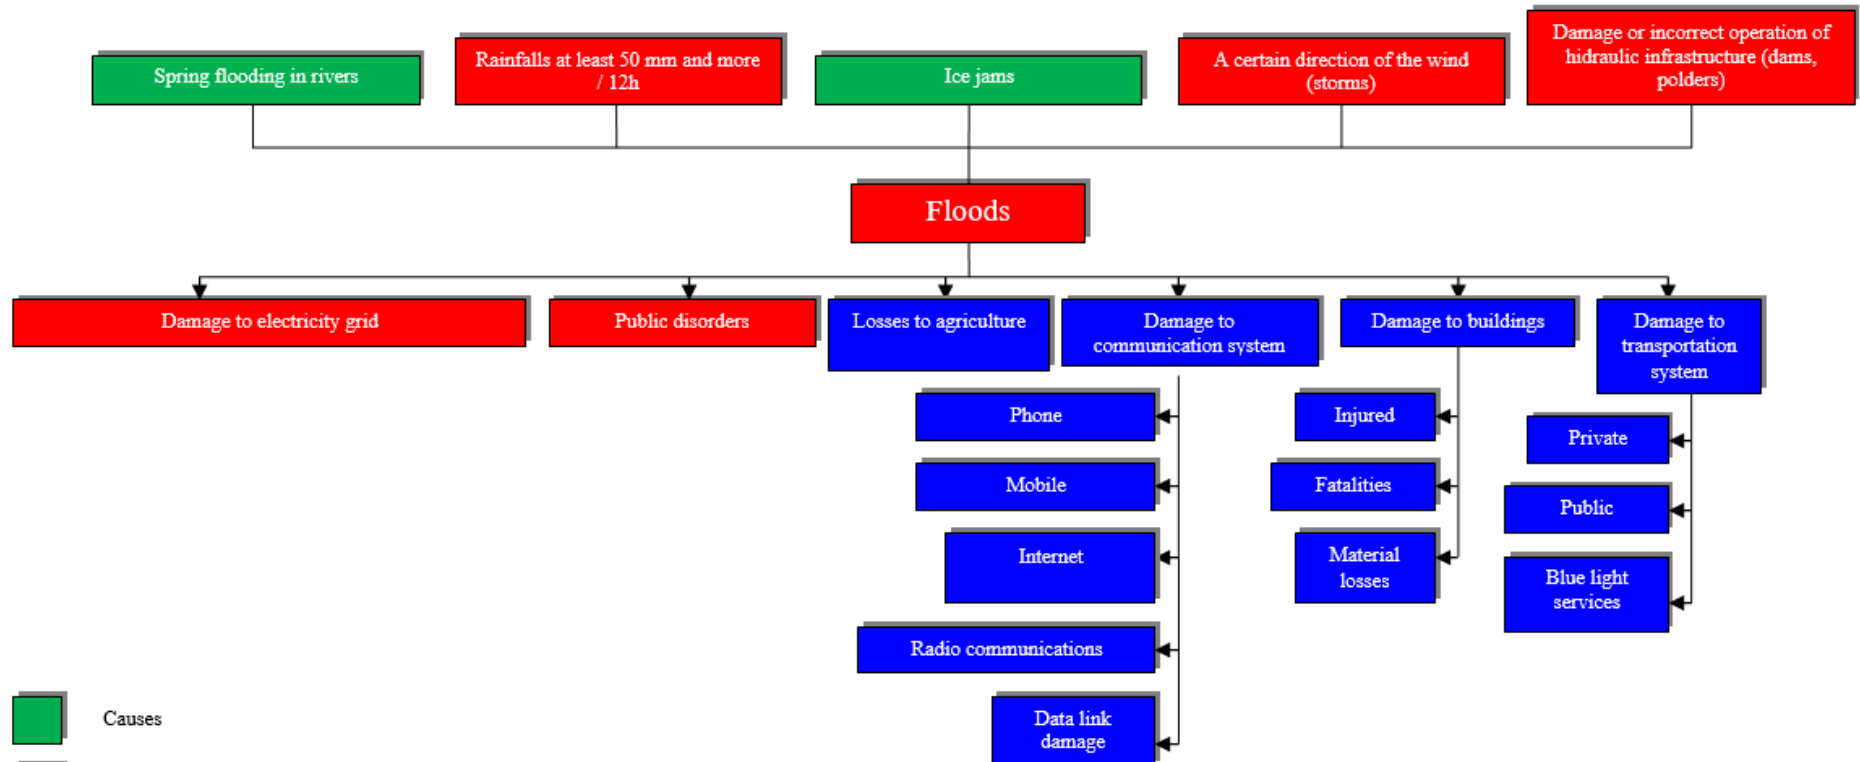 Spring flooding in rivers
Rainfalls at least 50 mm and more
/ 12h
Ice jams
A certain direction of the wind
(storms)
Damage or incorrect operation of
hidraulic infrastructure (dams,
polders)
Floods
Damage to electricity grid
Public disorders
Losses to agriculture
Damage to
communication system
Damage to buildings
Damage to
transportation
system
Phone
Mobile
Internet
Radio communications
Data link
damage
Injured
Fatalities
Material
losses
Private
Public
Blue light
services
Causes